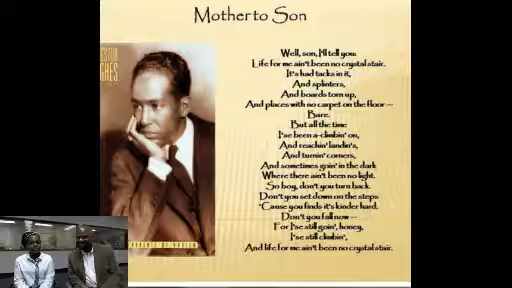 Mother to Son
Well, son, I'll tell you:
Life for me ain't been no crystal stair.
It's had tacks in it,
And splinters,
And boards torn up,
And places with no carpet on the floor —
Bare.
But all the time
I'se been a-climbin' on,
And reachin' landin's,
And turnin' corners,
And sometimes goin' in the dark
Where there ain't been no light.
So boy, don't you turn back.
Don't you set down on the steps
'Cause you finds it's kinder hard.
Don't you fall now —
For I'se still goin', honey,
I'se still climbin',
And life for me ain't been no crystal stair.